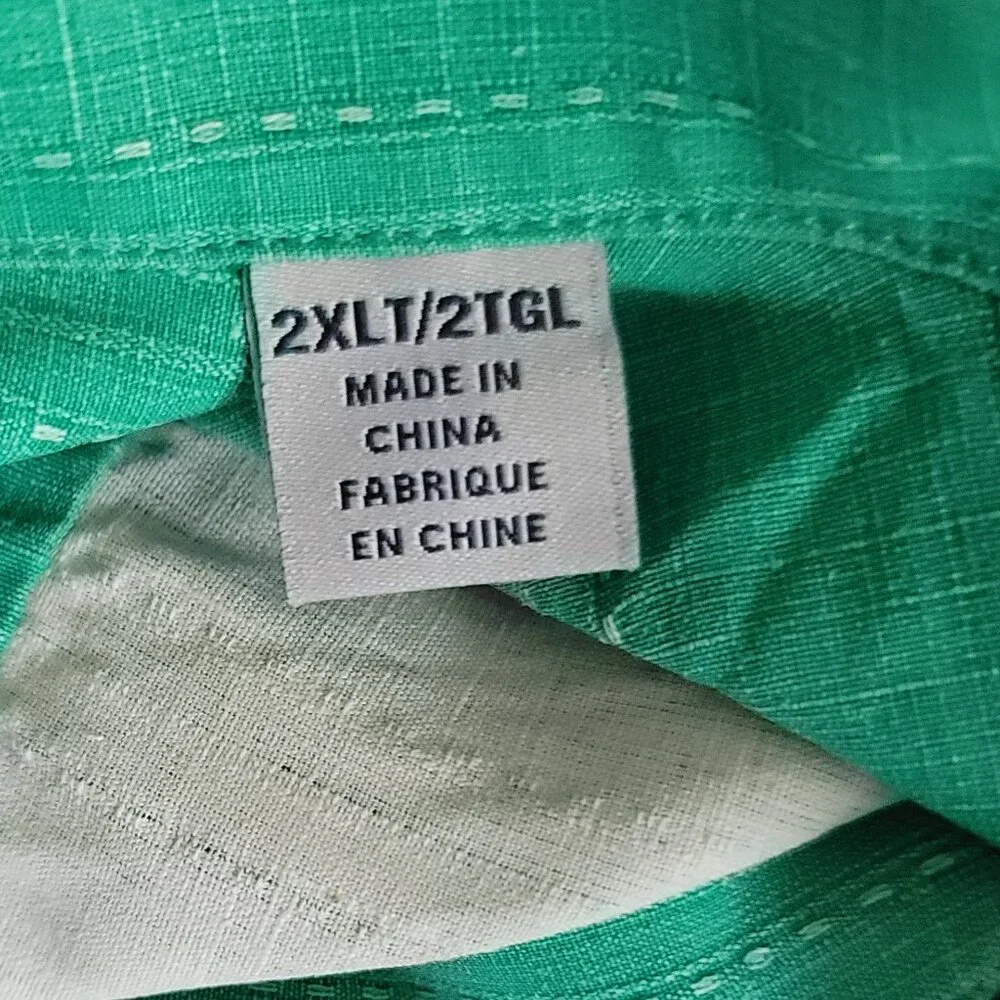 2XLT/2TGL
MADE IN
CHINA
FABRIQUE
EN CHINE